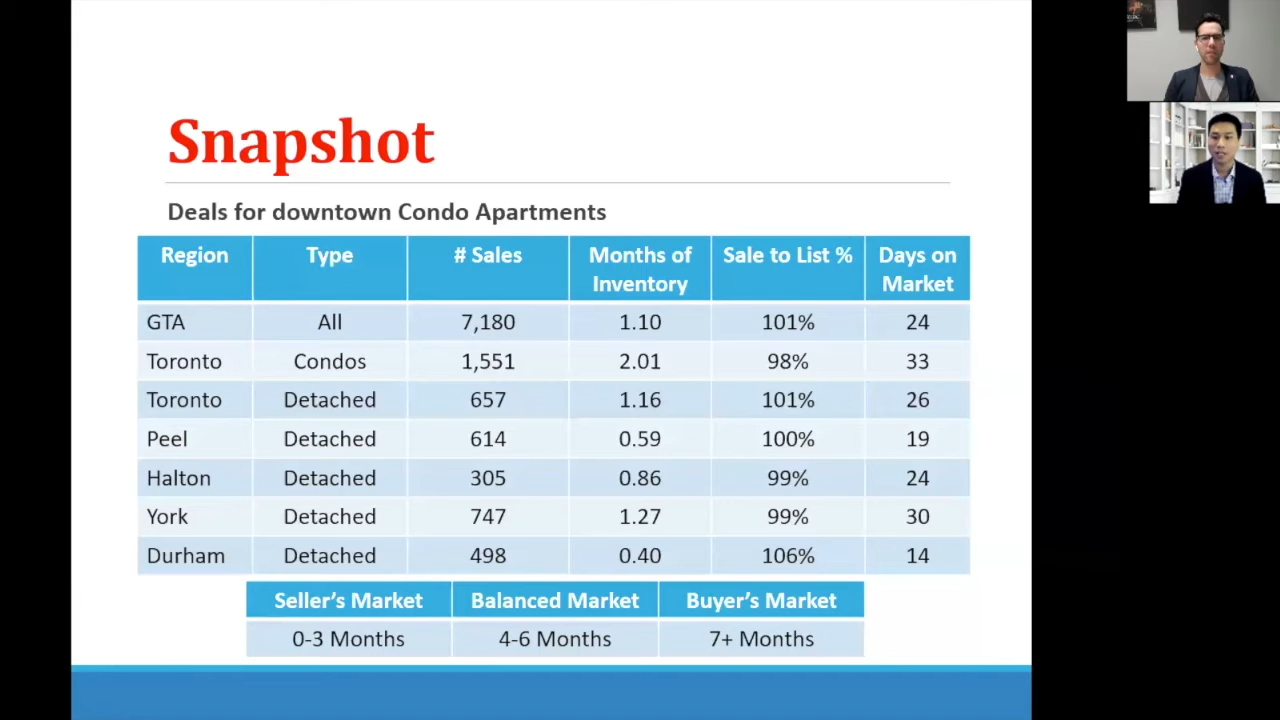 Snapshot
Deals for downtown Condo Apartments
Region Type # Sales Months of Inventory Sale to List % Days on Market
GTA All 7,180 1.10 101% 24
Toronto Condos 1,551 2.01 98% 33
Toronto Detached 657 1.16 101% 26
Peel Detached 614 0.59 100% 19
Halton Detached 305 0.86 99% 24
York Detached 747 1.27 99% 30
Durham Detached 498 0.40 106% 14
Seller's Market Balanced Market Buyer's Market
0-3 Months 4-6 Months 7+ Months